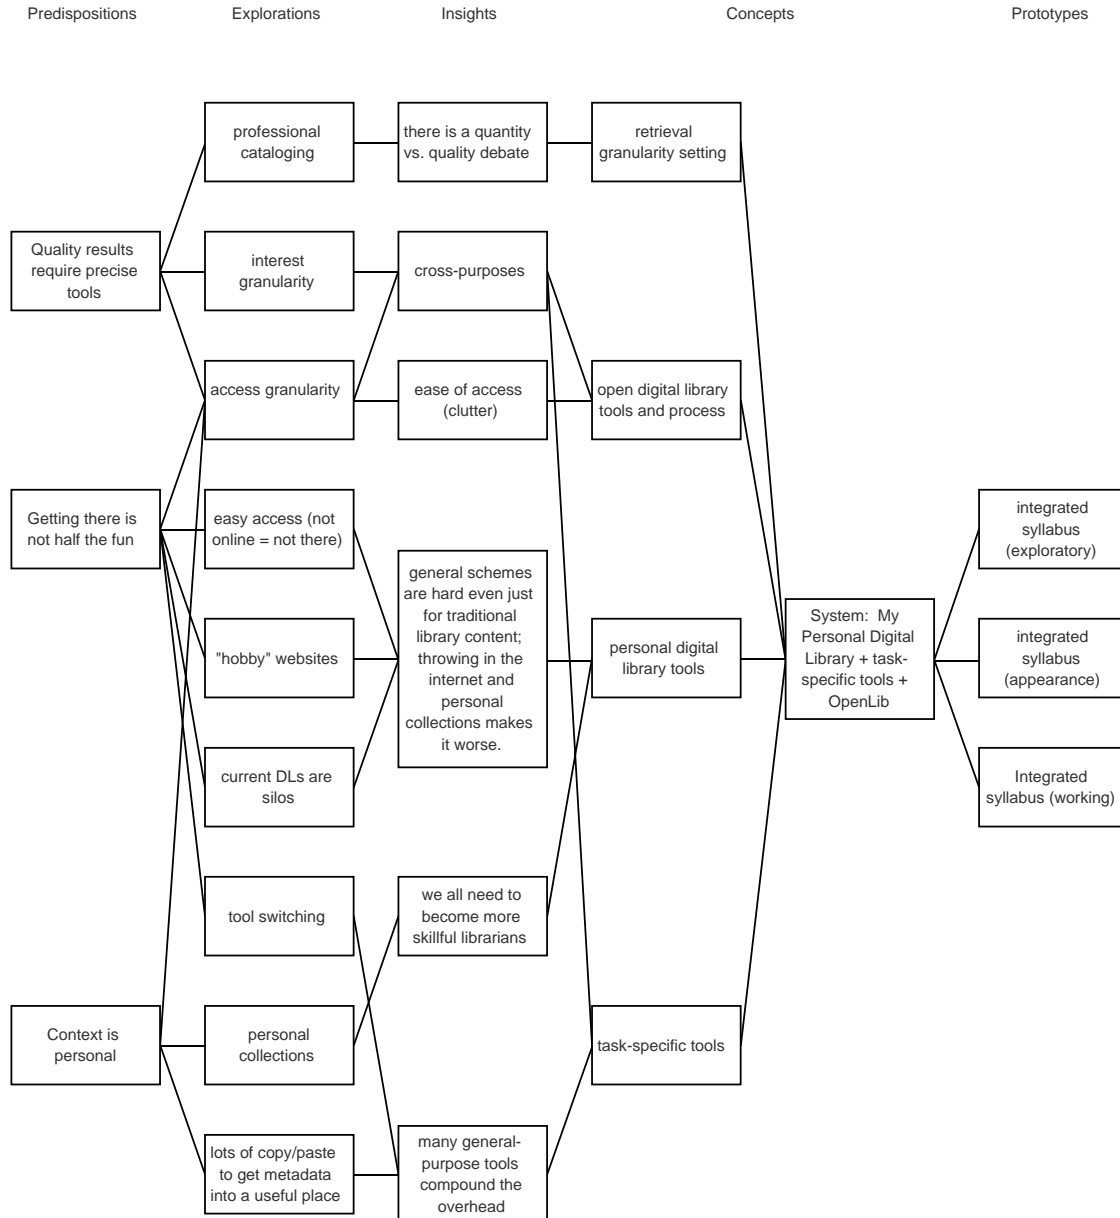 Predispositions
Explorations
Insights
Concepts
Prototypes
professional
cataloging
there is a quantity
vs. quality debate
retrieval
granularity setting
Quality results
require precise
tools
interest
granularity
cross-purposes
access granularity
ease of access
(clutter)
open digital library
tools and process
Getting there is
not half the fun
easy access (not
online = not there)
general schemes
are hard even just
for traditional
library content;
throwing in the
internet and
personal
collections makes
it worse.
integrated
syllabus
(exploratory)
"hobby" websites
personal digital
library tools
System:  My
Personal Digital
Library + task-
specific tools +
OpenLib
integrated
syllabus
(appearance)
current DLs are
silos
Integrated
syllabus (working)
tool switching
we all need to
become more
skillful librarians
Context is
personal
personal
collections
task-specific tools
lots of copy/paste
to get metadata
into a useful place
many general-
purpose tools
compound the
overhead